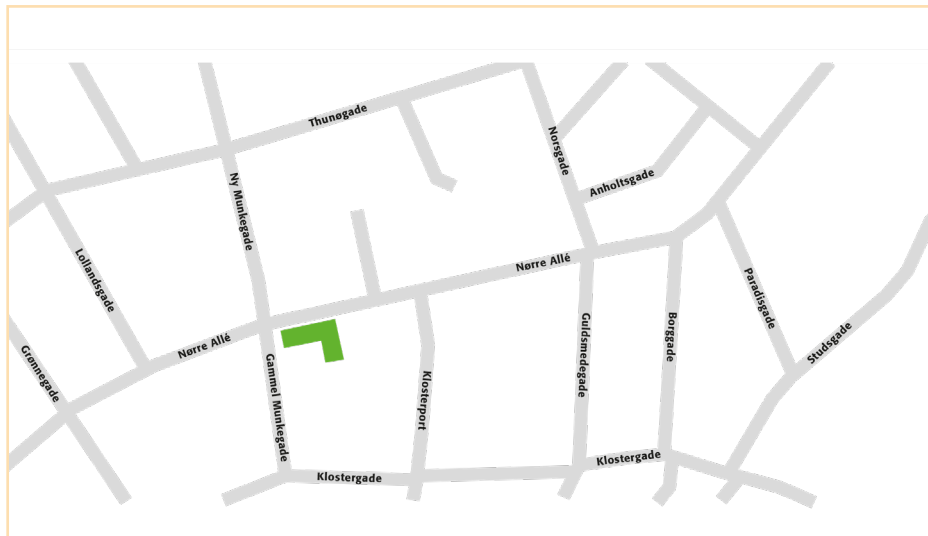 Thunøgade
Norsgade
Anholtsgade
Ny Munkegade
Lollandsgade
Nørre Allé
Paradisgade
Nørre Allé
Grønnegade
Gammel Munkegade
Klosterport
Guldsmedegade
Borggade
Studsgade
Klostergade
Klostergade